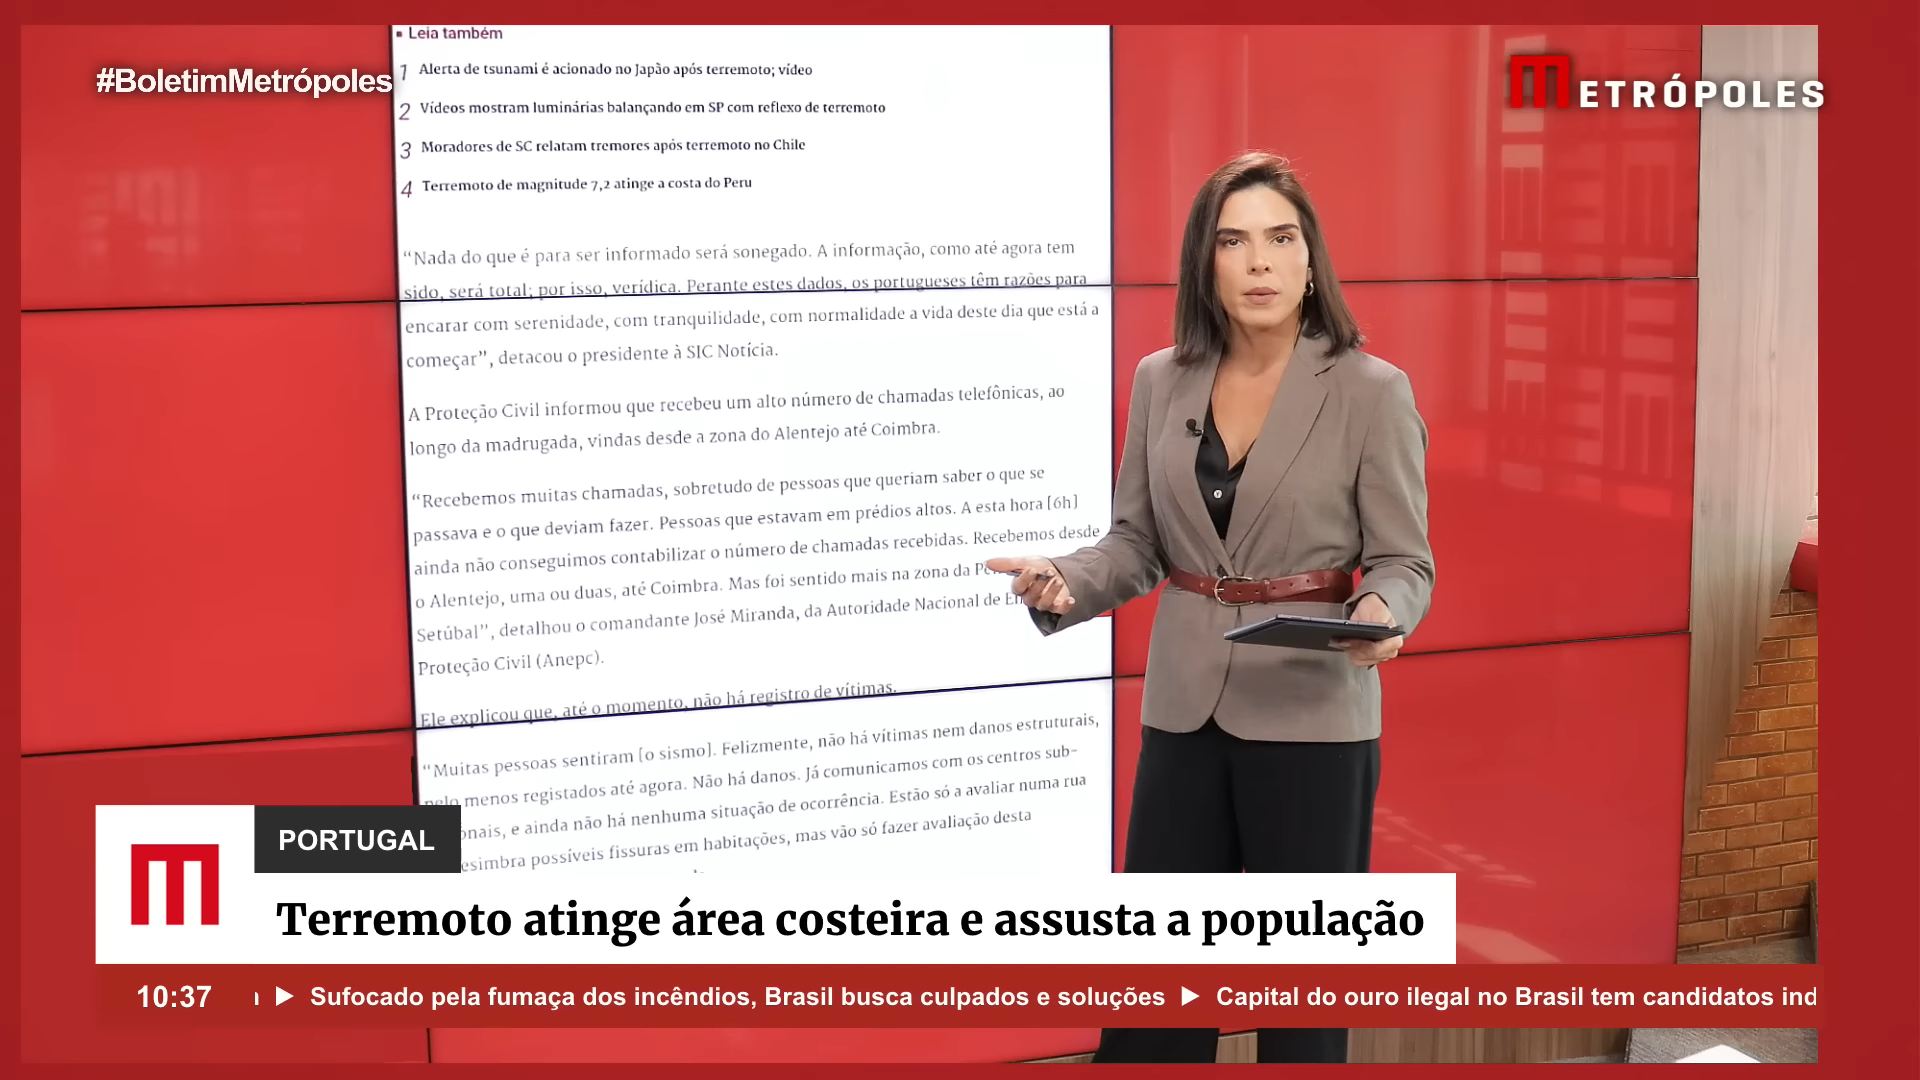 #BoletimMetrópoles
METRÓPOLES
Leia também
1 Alerta de tsunami é acionado no Japão após terremoto; vídeo
2 Vídeos mostram luminárias balançando em SP com reflexo de terremoto
3 Moradores de SC relatam tremores após terremoto no Chile
4 Terremoto de magnitude 7,2 atinge a costa do Peru
“Nada do que é para ser informado será sonegado. A informação, como até agora tem
sido, será total; por isso, verídica. Perante estes dados, os portugueses têm razões para
encarar com serenidade, com tranquilidade, com normalidade a vida deste dia que está a
começar”, detacou o presidente à SIC Notícia.
A Proteção Civil informou que recebeu um alto número de chamadas telefônicas, ao
longo da madrugada, vindas desde a zona do Alentejo até Coimbra.
“Recebemos muitas chamadas, sobretudo de pessoas que queriam saber o que se
passava e o que deviam fazer. Pessoas que estavam em prédios altos. A esta hora [6h]
ainda não conseguimos contabilizar o número de chamadas recebidas. Recebemos desde
o Alentejo, uma ou duas, até Coimbra. Mas foi sentido mais na zona da
Setúbal”, detalhou o comandante José Miranda, da Autoridade Nacional de
Proteção Civil (Anepc).
Ele explicou que, até o momento, não há registro de vítimas.
“Muitas pessoas sentiram [o sismo]. Felizmente, não há vítimas nem danos estruturais,
pelo menos registados até agora. Não há danos. Já comunicamos com os centros sub-
onais, e ainda não há nenhuma situação de ocorrência. Estão só a avaliar numa rua
esimbra possíveis fissuras em habitações, mas vão só fazer avaliação desta
PORTUGAL
Terremoto atinge área costeira e assusta a população
10:37 ▶ Sufocado pela fumaça dos incêndios, Brasil busca culpados e soluções ▶ Capital do ouro ilegal no Brasil tem candidatos ind